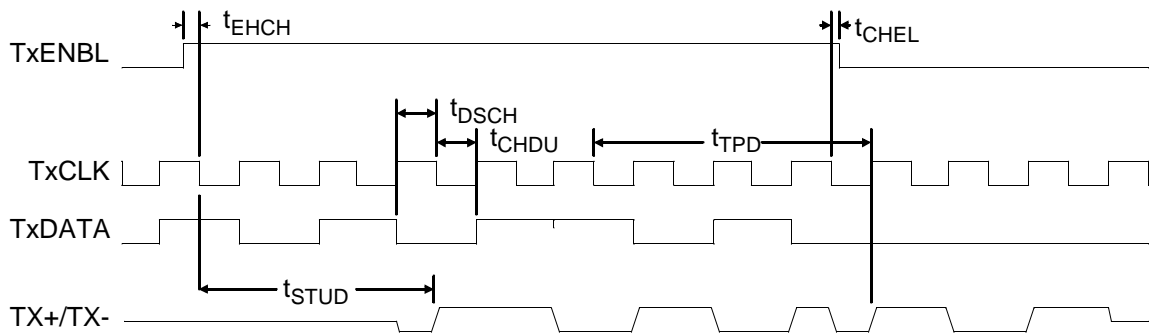 tEHCH
TxENBL
tCHEL
tDSCH
tCHDU
tTPD
TxCLK
TxDATA
tSTUD
TX+/TX-